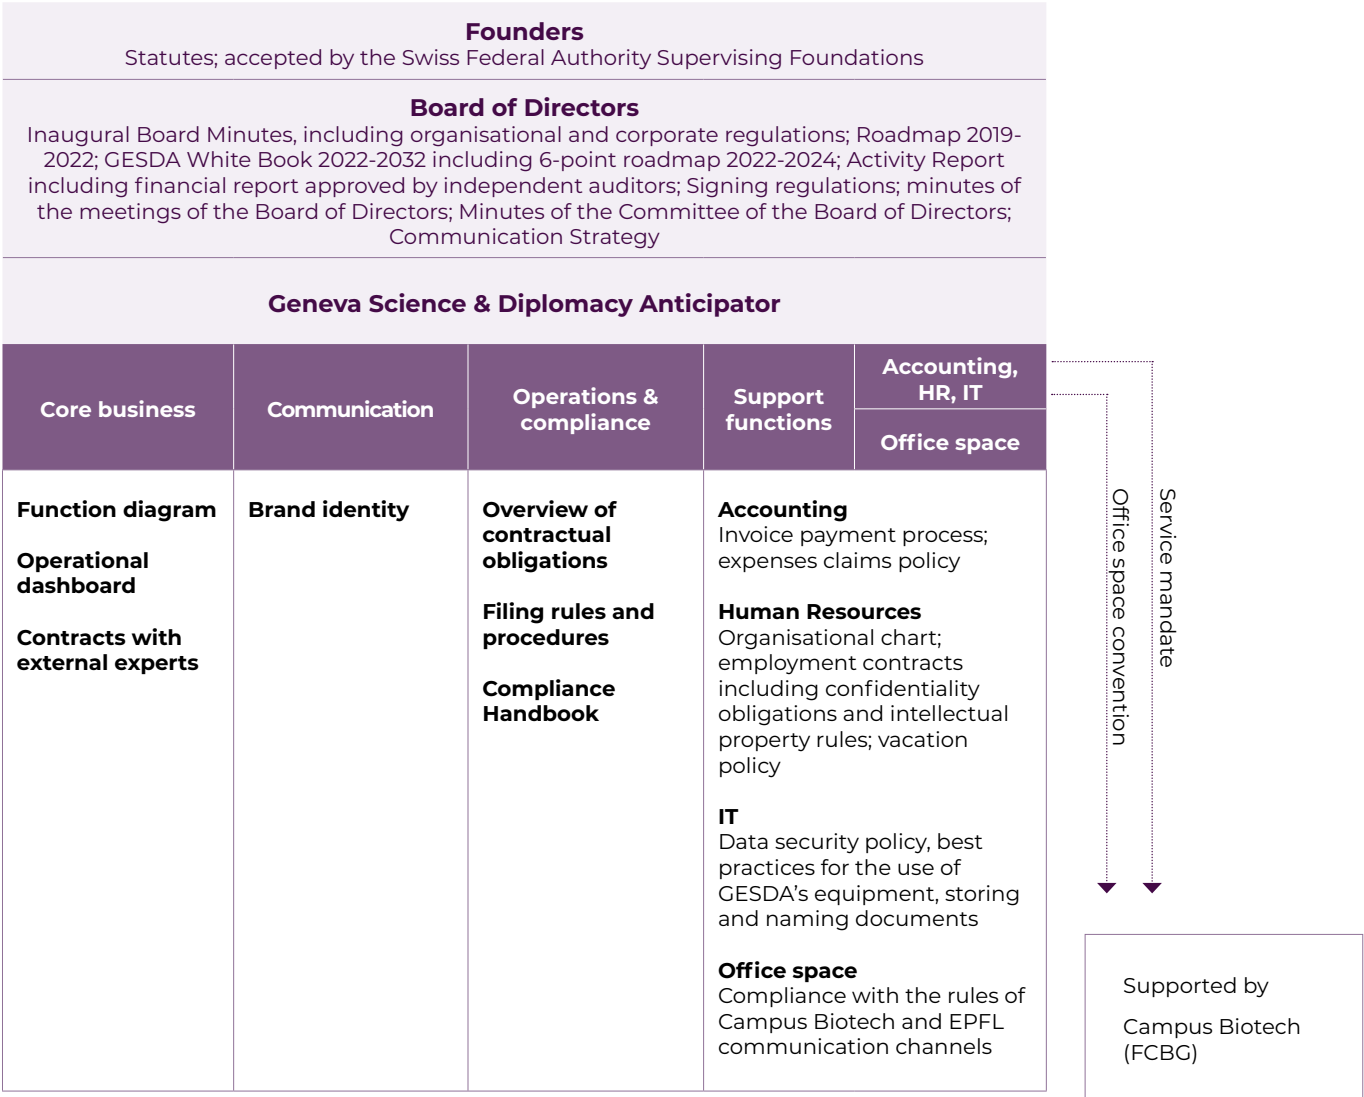 Founders
Statutes; accepted by the Swiss Federal Authority Supervising Foundations
Board of Directors
Inaugural Board Minutes, including organisational and corporate regulations; Roadmap 2019-
2022; GESDA White Book 2022-2032 including 6-point roadmap 2022-2024; Activity Report
including financial report approved by independent auditors; Signing regulations; minutes of
the meetings of the Board of Directors; Minutes of the Committee of the Board of Directors;
Communication Strategy
Geneva Science & Diplomacy Anticipator
Core business
Communication
Operations &
compliance
Support
functions
Accounting,
HR, IT
Office space
Function diagram
Operational
dashboard
Contracts with
external experts
Brand identity
Overview of
contractual
obligations
Filing rules and
procedures
Compliance
Handbook
Accounting
Invoice payment process;
expenses claims policy
Human Resources
Organisational chart;
employment contracts
including confidentiality
obligations and intellectual
property rules; vacation
policy
IT
Data security policy, best
practices for the use of
GESDA’s equipment, storing
and naming documents
Office space
Compliance with the rules of
Campus Biotech and EPFL
communication channels
Office space convention
Service mandate
Supported by
Campus Biotech
(FCBG)